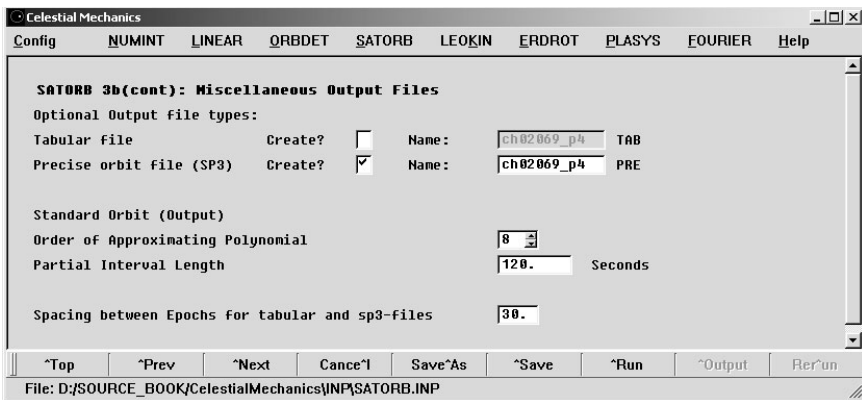 Celestial Mechanics
Config NUMINT LINEAR ORBDET SATORB LEOKIN ERDROT PLASYS FOURIER Help
SATORB 3b(cont): Miscellaneous Output Files
Optional Output file types:
Tabular file Create? Name: ch02069_p4 TAB
Precise orbit file (SP3) Create? Name: ch02069_p4 PRE
Standard Orbit (Output)
Order of Approximating Polynomial 8
Partial Interval Length 120. Seconds
Spacing between Epochs for tabular and sp3-files 30.
^Top ^Prev ^Next Cance^l Save^As ^Save ^Run ^Output Rer^un
File: D:/SOURCE_BOOK/CelestialMechanics\INP\SATORB.INP